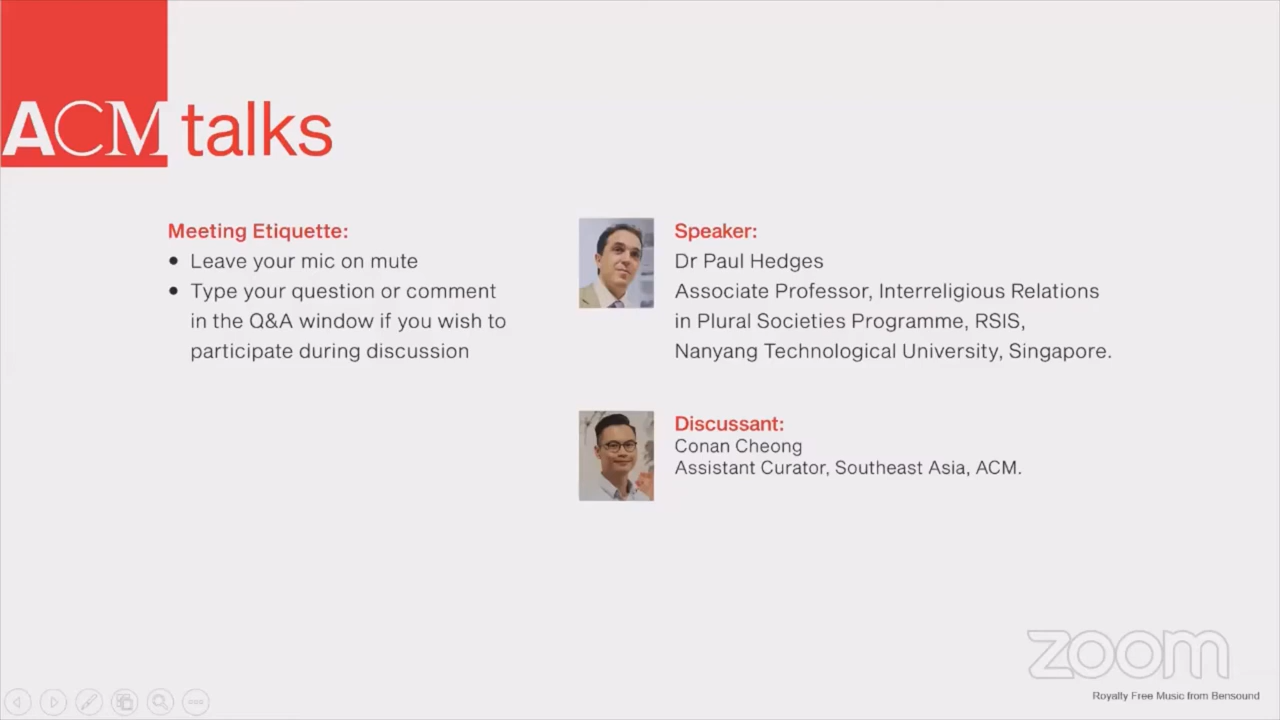 ACM talks
Meeting Etiquette:
• Leave your mic on mute
• Type your question or comment
in the Q&A window if you wish to
participate during discussion
Speaker:
Dr Paul Hedges
Associate Professor, Interreligious Relations
in Plural Societies Programme, RSIS,
Nanyang Technological University, Singapore.
Discussant:
Conan Cheong
Assistant Curator, Southeast Asia, ACM.
zoom
Royalty Free Music from Bensound